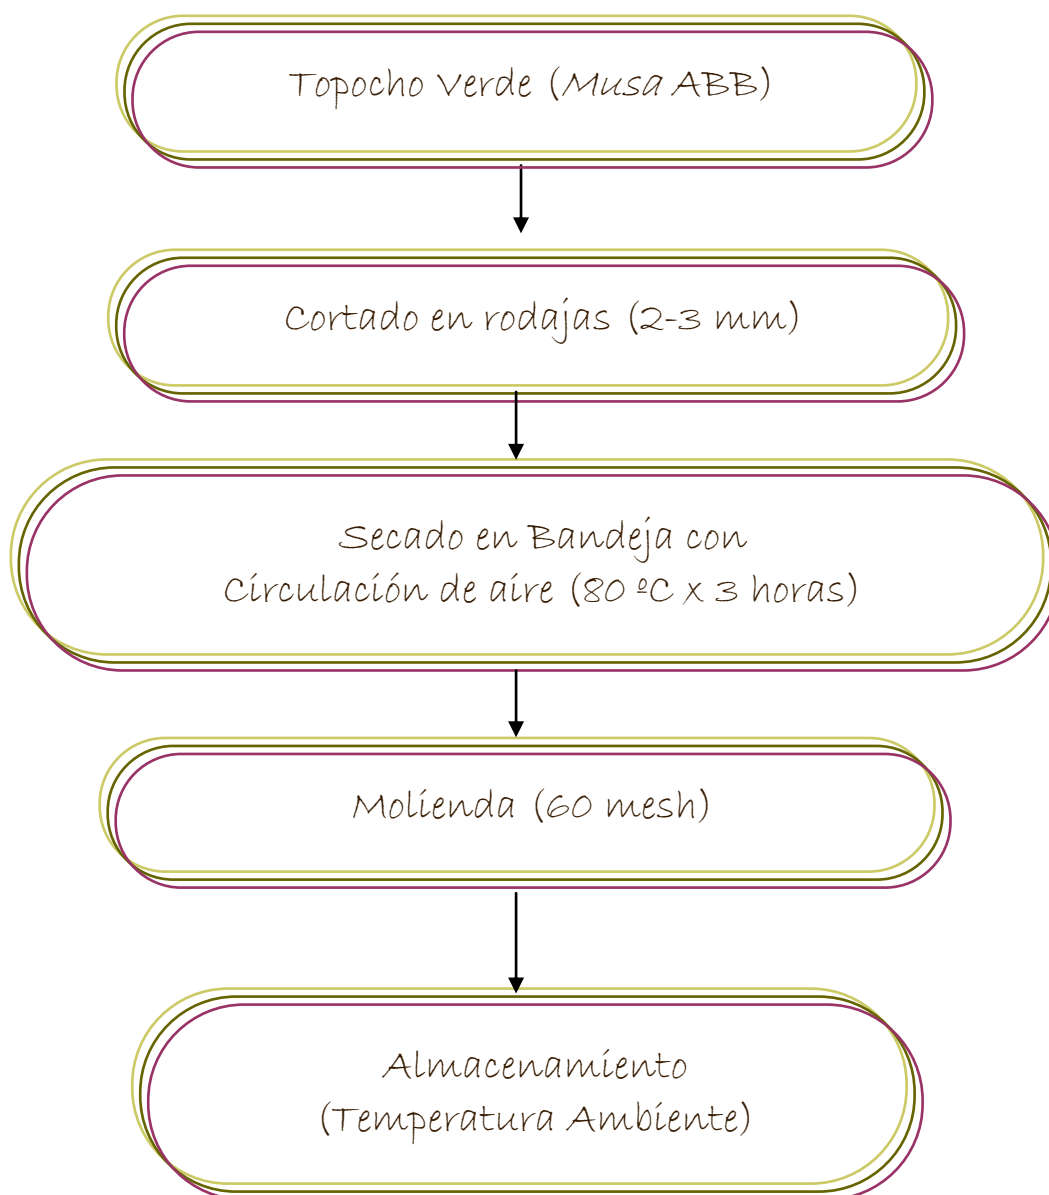 Topocho Verde (Musa ABB)
Cortado en rodajas (2-3 mm)
Secado en Bandeja con
Circulación de aire (80 ºC x 3 horas)
Molienda (60 mesh)
Almacenamiento
(Temperatura Ambiente)